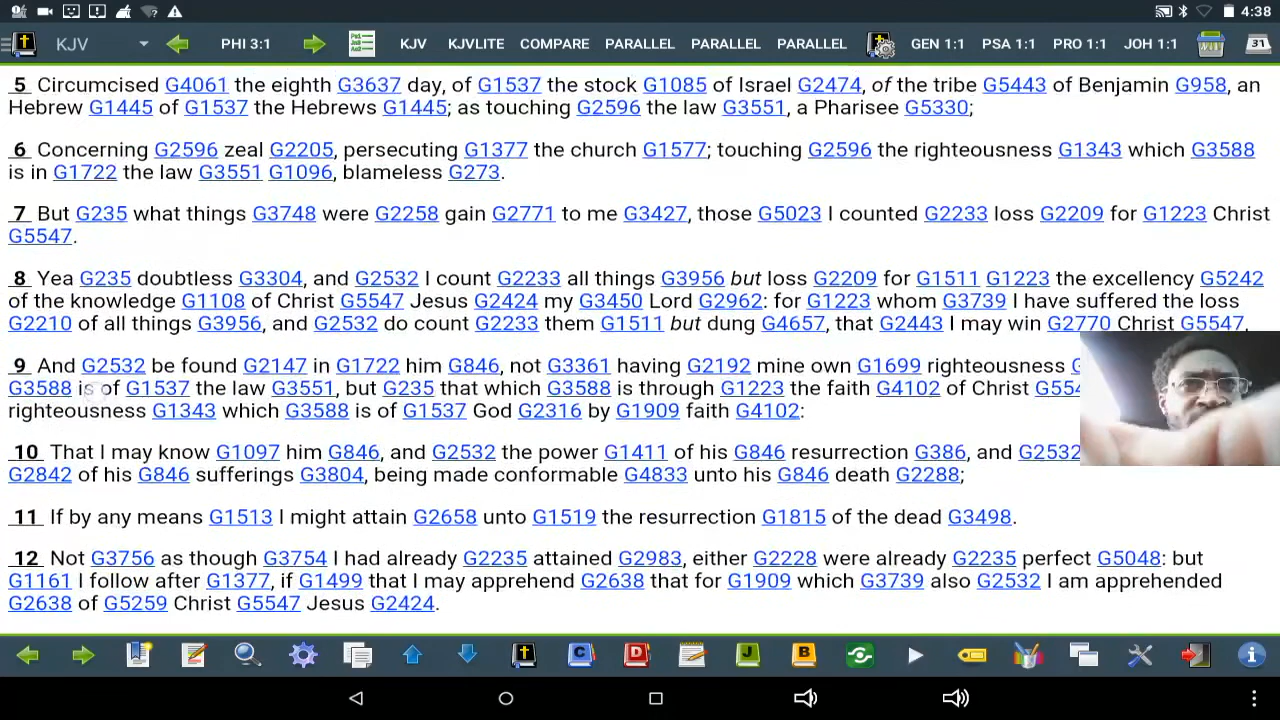 4:38
KJV PHI 3:1 KJV KJVLITE COMPARE PARALLEL PARALLEL PARALLEL GEN 1:1 PSA 1:1 PRO 1:1 JOH 1:1 31
5 Circumcised G4061 the eighth G3637 day, of G1537 the stock G1085 of Israel G2474, of the tribe G5443 of Benjamin G958, an
Hebrew G1445 of G1537 the Hebrews G1445; as touching G2596 the law G3551, a Pharisee G5330;
6 Concerning G2596 zeal G2205, persecuting G1377 the church G1577; touching G2596 the righteousness G1343 which G3588
is in G1722 the law G3551 G1096, blameless G273.
7 But G235 what things G3748 were G2258 gain G2771 to me G3427, those G5023 I counted G2233 loss G2209 for G1223 Christ
G5547.
8 Yea G235 doubtless G3304, and G2532 I count G2233 all things G3956 but loss G2209 for G1511 G1223 the excellency G5242
of the knowledge G1108 of Christ G5547 Jesus G2424 my G3450 Lord G2962: for G1223 whom G3739 I have suffered the loss
G2210 of all things G3956, and G2532 do count G2233 them G1511 but dung G4657, that G2443 I may win G2770 Christ G5547,
9 And G2532 be found G2147 in G1722 him G846, not G3361 having G2192 mine own G1699 righteousness
G3588 is of G1537 the law G3551, but G235 that which G3588 is through G1223 the faith G4102 of Christ
righteousness G1343 which G3588 is of G1537 God G2316 by G1909 faith G4102:
10 That I may know G1097 him G846, and G2532 the power G1411 of his G846 resurrection G386, and G2532
G2842 of his G846 sufferings G3804, being made conformable G4833 unto his G846 death G2288;
11 If by any means G1513 I might attain G2658 unto G1519 the resurrection G1815 of the dead G3498.
12 Not G3756 as though G3754 I had already G2235 attained G2983, either G2228 were already G2235 perfect G5048: but
G1161 I follow after G1377, if G1499 that I may apprehend G2638 that for G1909 which G3739 also G2532 I am apprehended
G2638 of G5259 Christ G5547 Jesus G2424.
C D J B i